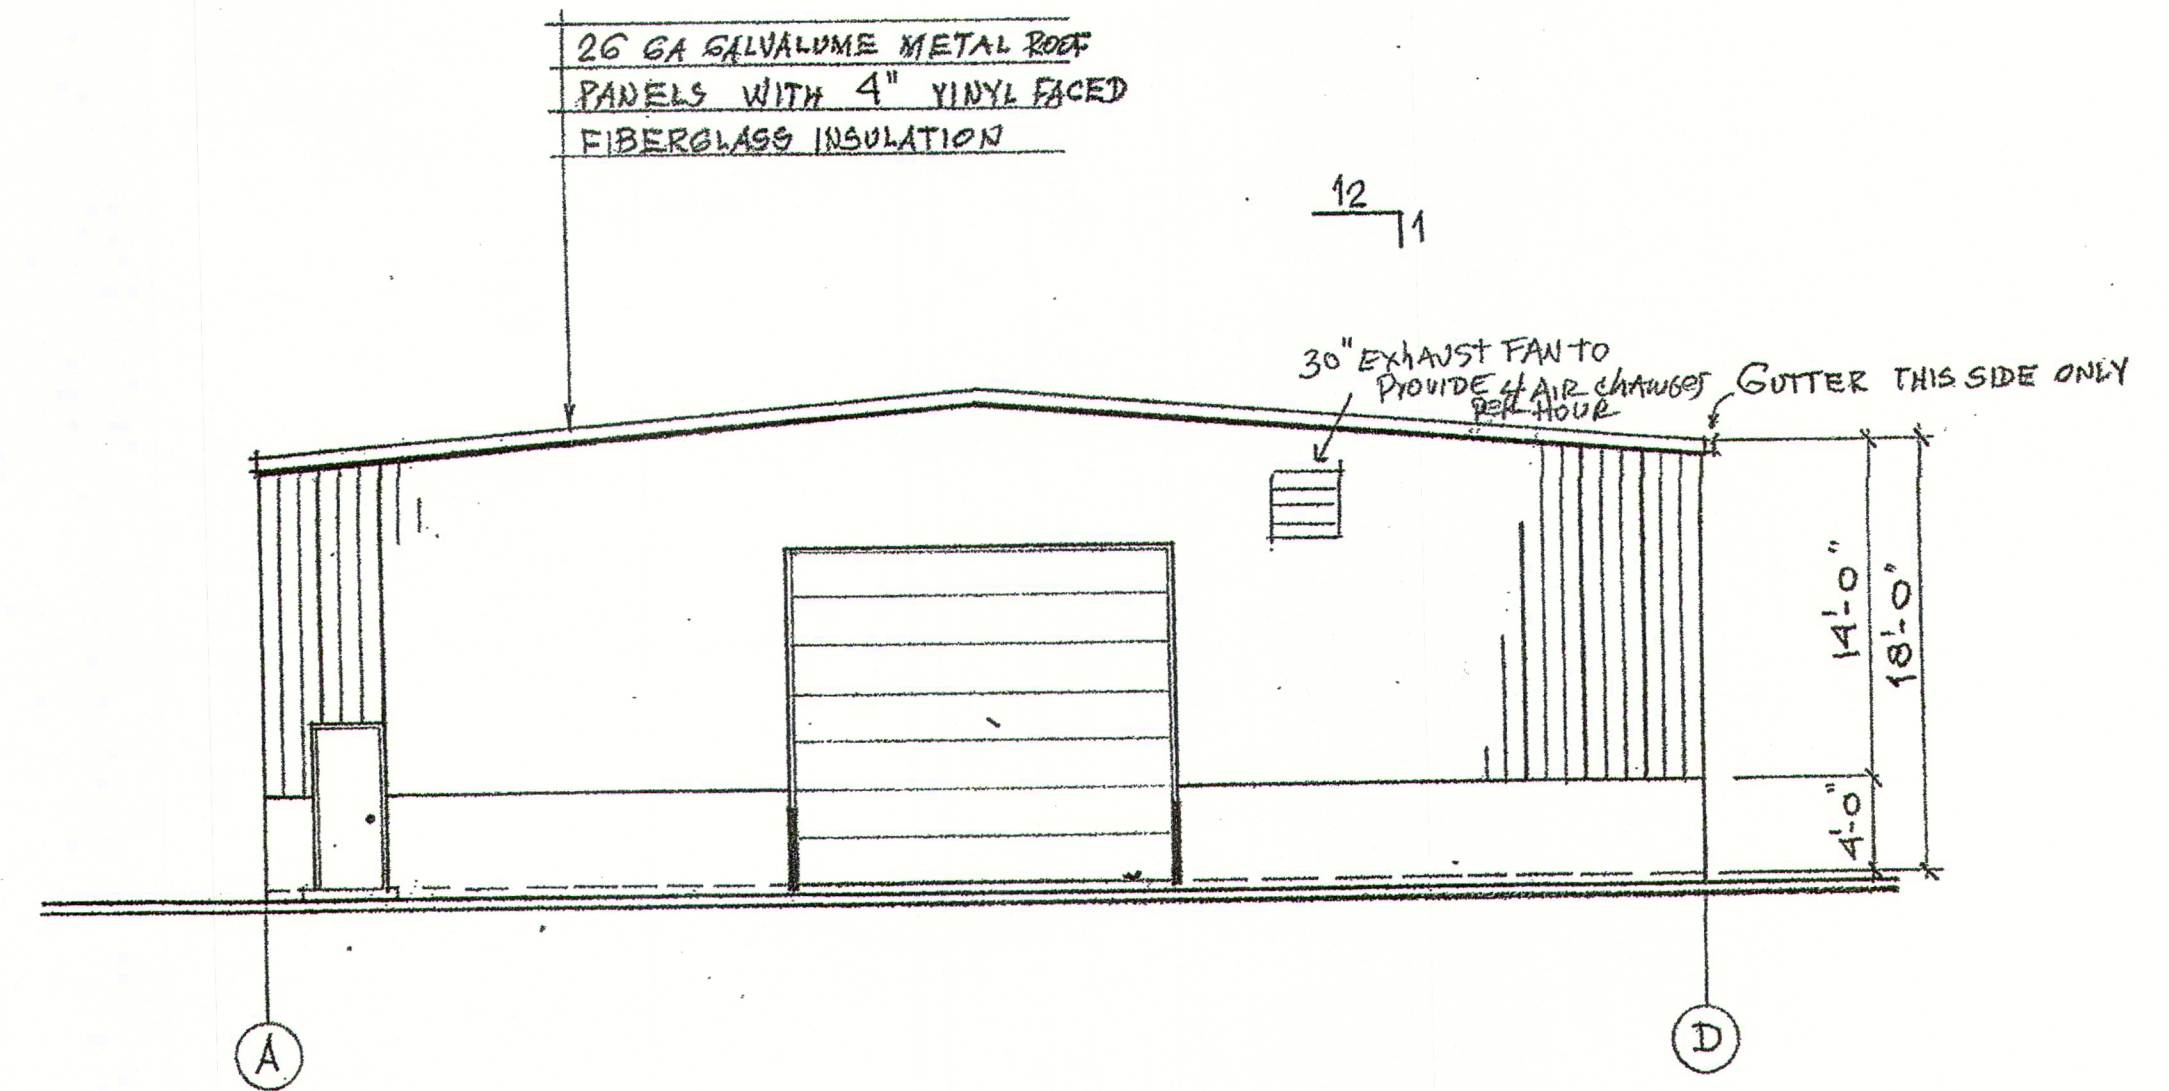 26 GA GALVALUME METAL ROOF
PANELS WITH 4" VINYL FACED
FIBERGLASS INSULATION
12
1
30" EXHAUST FAN TO
PROVIDE 4 AIR CHANGES
PER HOUR
GUTTER THIS SIDE ONLY
14'-0"
18'-0"
4'-0"
A
D